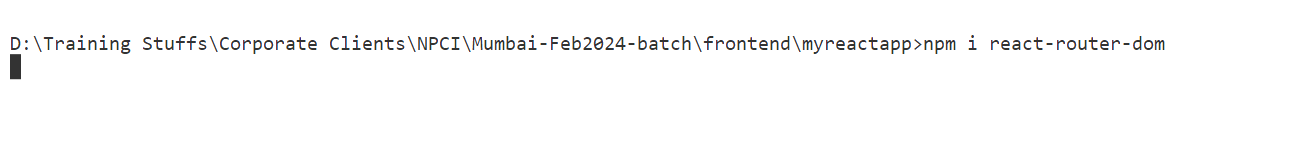 D:\Training Stuffs\Corporate Clients\NPCI\Mumbai-Feb2024-batch\frontend\myreactapp>npm i react-router-dom